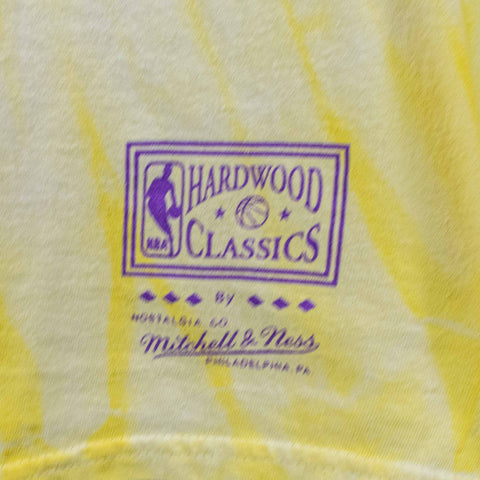 HARDWOOD
NBA
CLASSICS
By
NOSTALGIA CO.
Mitchell & Ness
PHILADELPHIA PA.